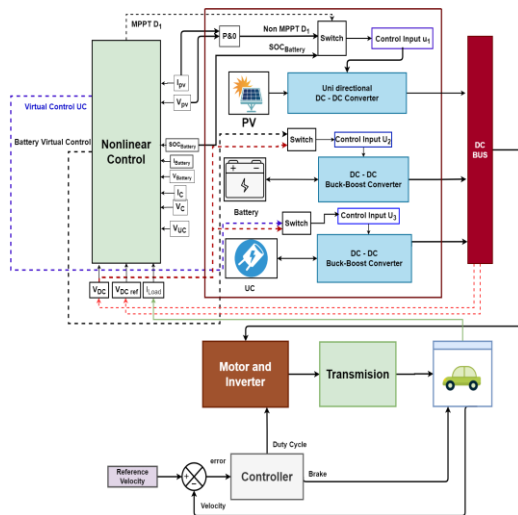 MPPT D1
P&0
Non MPPT D1
Switch
Control Input u1
SOCBattery
Ipv
Vpv
Virtual Control UC
Battery Virtual Control
Nonlinear
Control
Uni directional
DC - DC Converter
PV
SOCBattery
IBattery
VBattery
IC
VC
VUC
Switch
Control Input U2
DC - DC
Buck-Boost Converter
Battery
DC
BUS
Switch
Control Input U3
DC - DC
Buck-Boost Converter
UC
VDC
VDC ref
ILoad
Motor and
Inverter
Transmision
Duty Cycle
Reference
Velocity
error
Controller
Brake
Velocity